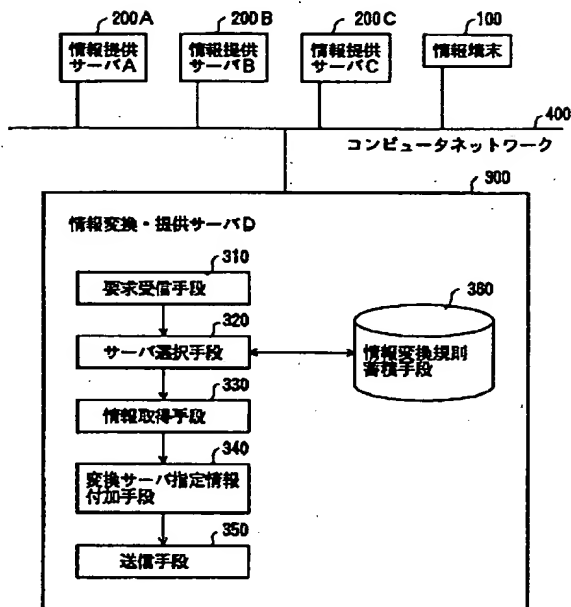 200A
200B
200C
100
情報提供
サーバA
情報提供
サーバB
情報提供
サーバC
情報端末
400
コンピュータネットワーク
300
情報変換・提供サーバD
310
要求受信手段
320
サーバ選択手段
330
情報取得手段
340
変換サーバ指定情報
付加手段
350
送信手段
360
情報変換規則
蓄積手段